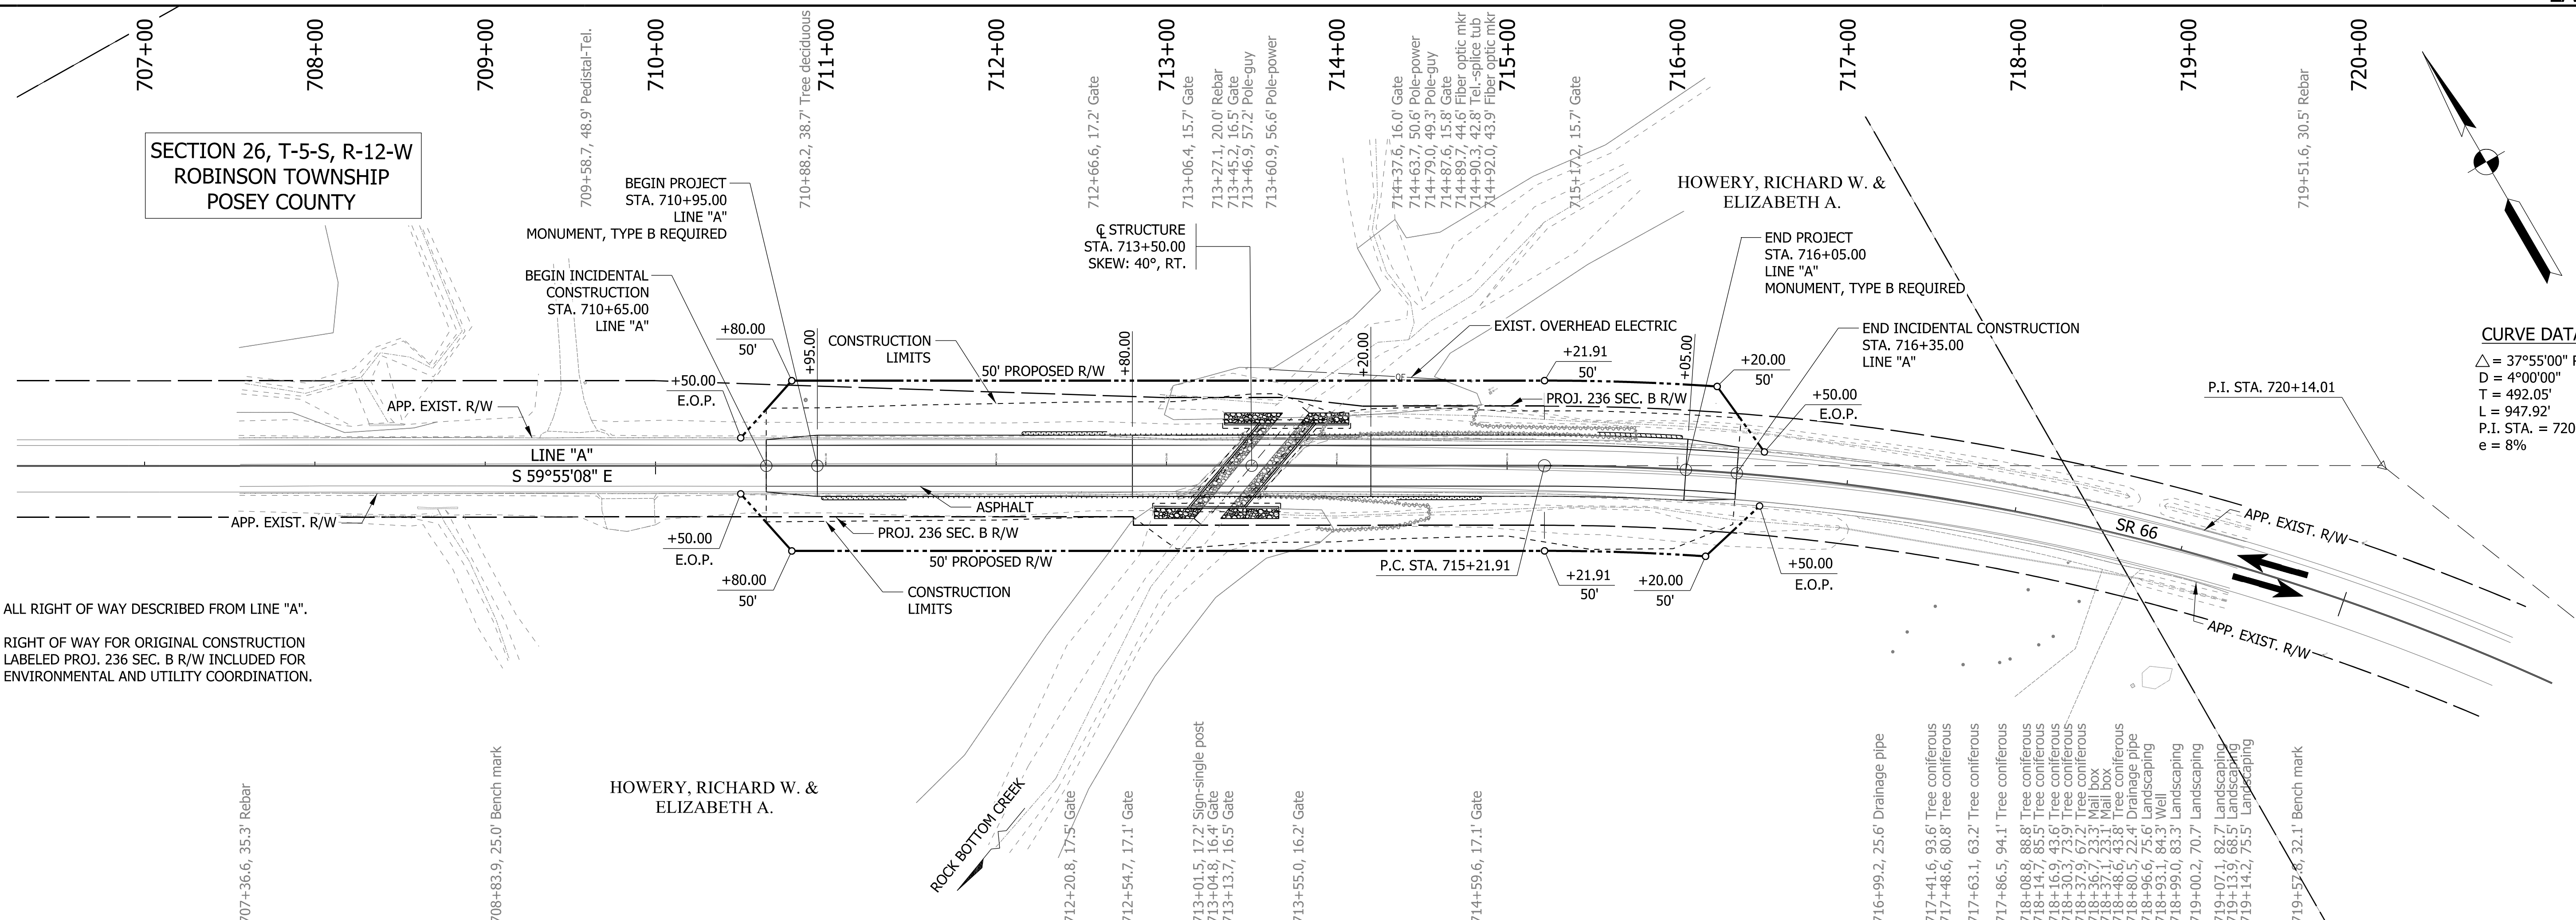 707+00
708+00
709+00
710+00
711+00
712+00
713+00
714+00
715+00
716+00
717+00
718+00
719+00
720+00
709+58.7, 48.9' Pedistal-Tel.
710+88.2, 38.7' Tree deciduous
712+66.6, 17.2' Gate
713+06.4, 15.7' Gate
713+27.1, 20.0' Rebar
713+45.2, 16.5' Gate
713+46.9, 57.2' Pole-guy
713+60.9, 56.6' Pole-power
714+37.6, 16.0' Gate
714+63.7, 50.6' Pole-power
714+79.0, 49.3' Pole-guy
714+87.6, 15.8' Gate
714+89.7, 44.6' Fiber optic mkr
714+90.3, 42.8' Tel.-splice tub
714+92.0, 43.9' Fiber optic mkr
715+17.2, 15.7' Gate
719+51.6, 30.5' Rebar
SECTION 26, T-5-S, R-12-W
ROBINSON TOWNSHIP
POSEY COUNTY
BEGIN PROJECT
STA. 710+95.00
LINE "A"
MONUMENT, TYPE B REQUIRED
BEGIN INCIDENTAL
CONSTRUCTION
STA. 710+65.00
LINE "A"
℄ STRUCTURE
STA. 713+50.00
SKEW: 40°, RT.
HOWERY, RICHARD W. &
ELIZABETH A.
END PROJECT
STA. 716+05.00
LINE "A"
MONUMENT, TYPE B REQUIRED
END INCIDENTAL CONSTRUCTION
STA. 716+35.00
LINE "A"
CURVE DATA
△ = 37°55'00" R
D = 4°00'00"
T = 492.05'
L = 947.92'
P.I. STA. = 720
e = 8%
P.I. STA. 720+14.01
+80.00
50'
+95.00
CONSTRUCTION
LIMITS
50' PROPOSED R/W
+80.00
+20.00
EXIST. OVERHEAD ELECTRIC
OE
+21.91
50'
+05.00
+20.00
50'
+50.00
E.O.P.
PROJ. 236 SEC. B R/W
+50.00
E.O.P.
APP. EXIST. R/W
LINE "A"
S 59°55'08" E
APP. EXIST. R/W
ASPHALT
PROJ. 236 SEC. B R/W
50' PROPOSED R/W
+50.00
E.O.P.
+80.00
50'
CONSTRUCTION
LIMITS
P.C. STA. 715+21.91
+21.91
50'
+20.00
50'
+50.00
E.O.P.
SR 66
APP. EXIST. R/W
APP. EXIST. R/W
ALL RIGHT OF WAY DESCRIBED FROM LINE "A".
RIGHT OF WAY FOR ORIGINAL CONSTRUCTION
LABELED PROJ. 236 SEC. B R/W INCLUDED FOR
ENVIRONMENTAL AND UTILITY COORDINATION.
HOWERY, RICHARD W. &
ELIZABETH A.
ROCK BOTTOM CREEK
707+36.6, 35.3' Rebar
708+83.9, 25.0' Bench mark
712+20.8, 17.5' Gate
712+54.7, 17.1' Gate
713+01.5, 17.2' Sign-single post
713+04.8, 16.4' Gate
713+13.7, 16.5' Gate
713+55.0, 16.2' Gate
714+59.6, 17.1' Gate
716+99.2, 25.6' Drainage pipe
717+41.6, 93.6' Tree coniferous
717+48.6, 80.8' Tree coniferous
717+63.1, 63.2' Tree coniferous
717+86.5, 94.1' Tree coniferous
718+08.8, 88.8' Tree coniferous
718+14.7, 85.5' Tree coniferous
718+16.9, 43.6' Tree coniferous
718+30.3, 73.9' Tree coniferous
718+37.9, 67.2' Tree coniferous
718+36.7, 23.3' Mail box
718+37.1, 23.1' Mail box
718+48.6, 43.8' Tree coniferous
718+80.5, 22.4' Drainage pipe
718+96.6, 75.6' Landscaping
718+93.1, 84.3' Well
718+99.0, 83.3' Landscaping
719+00.2, 70.7' Landscaping
719+07.1, 82.7' Landscaping
719+13.9, 68.5' Landscaping
719+14.2, 75.5' Landscaping
719+57.8, 32.1' Bench mark